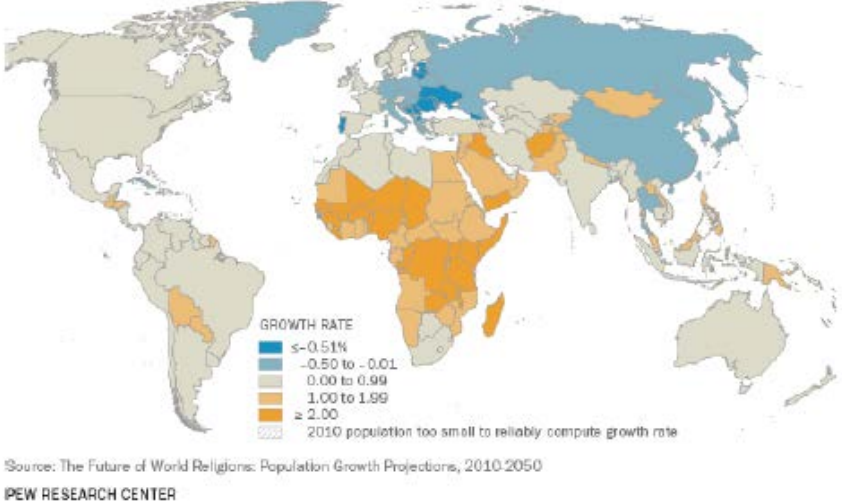 GROWTH RATE
≤-0.51%
-0.50 to -0.01
0.00 to 0.99
1.00 to 1.99
≥ 2.00
2010 population too small to reliably compute growth rate
Source: The Future of World Religions: Population Growth Projections, 2010-2050
PEW RESEARCH CENTER